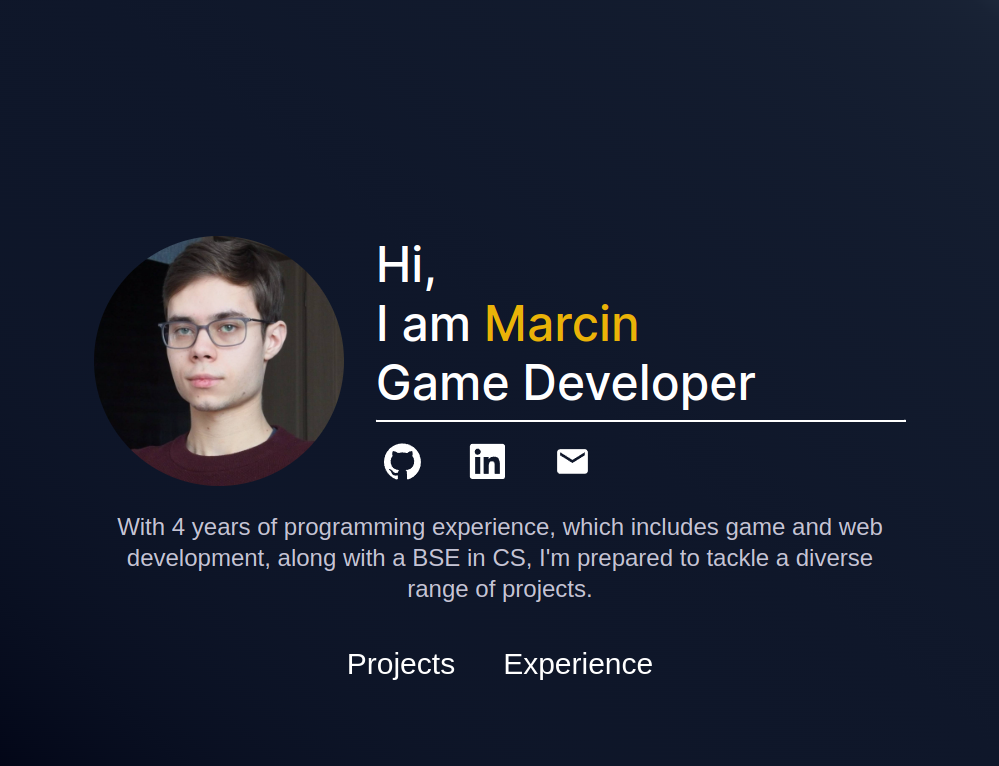 Hi,
I am Marcin
Game Developer
in
With 4 years of programming experience, which includes game and web
development, along with a BSE in CS, I'm prepared to tackle a diverse
range of projects.
Projects Experience